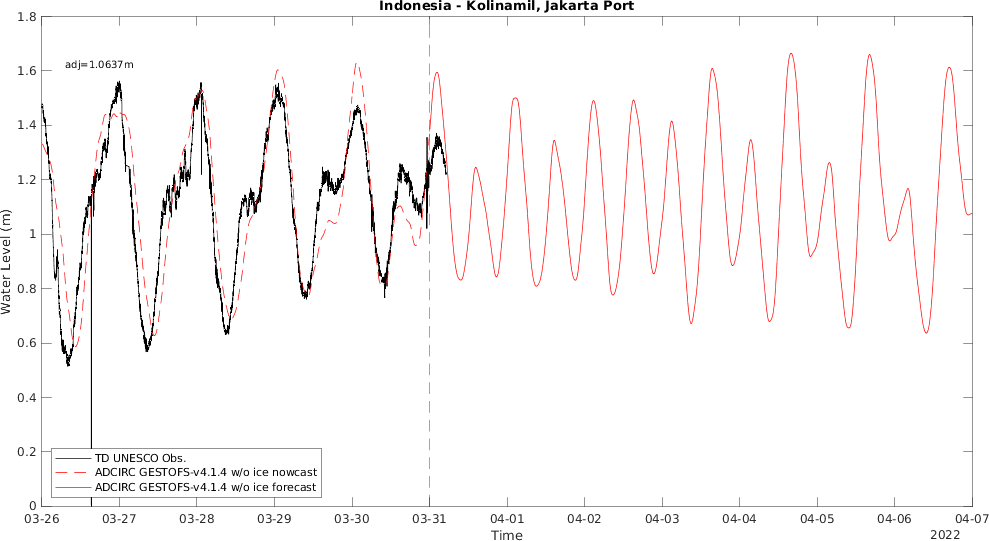 Indonesia - Kolinamil, Jakarta Port
1.8
1.6
1.4
1.2
1
0.8
0.6
0.4
0.2
0
Water Level (m)
adj=1.0637m
TD UNESCO Obs.
ADCIRC GESTOFS-v4.1.4 w/o ice nowcast
ADCIRC GESTOFS-v4.1.4 w/o ice forecast
03-26 03-27 03-28 03-29 03-30 03-31 04-01 04-02 04-03 04-04 04-05 04-06 04-07
Time
2022